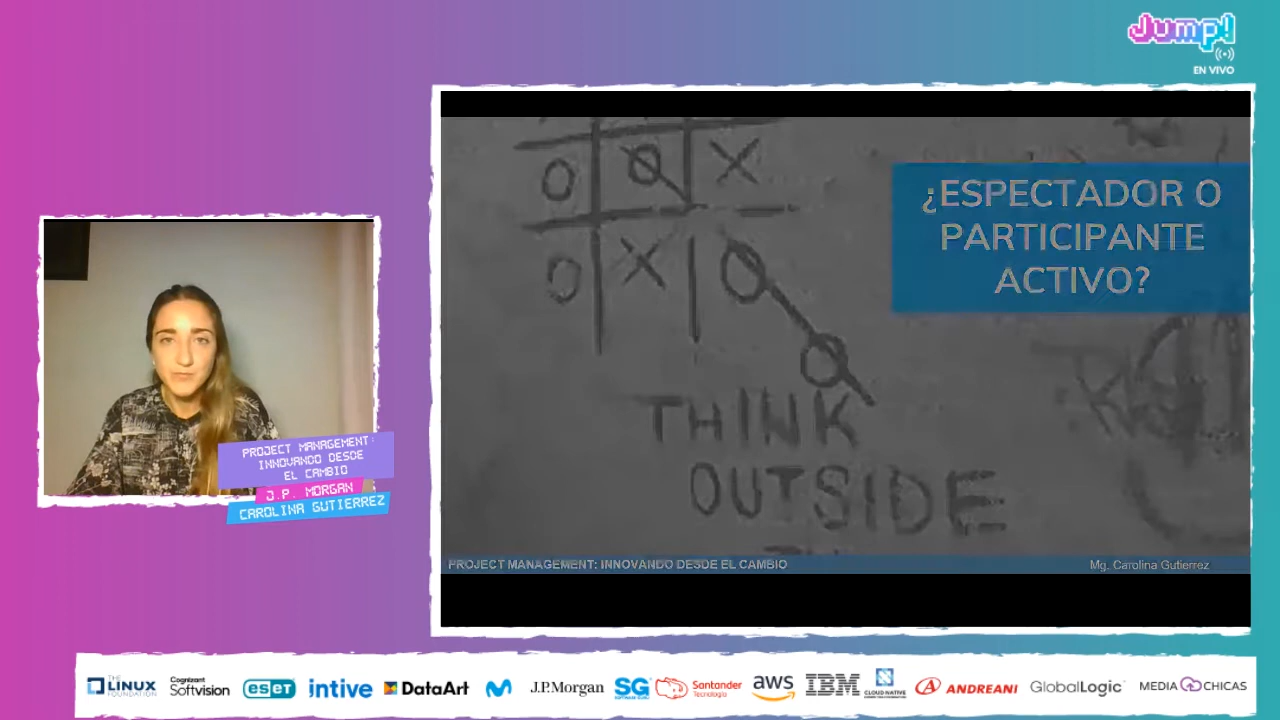 Jump!
EN VIVO
¿ESPECTADOR O
PARTICIPANTE
ACTIVO?
O O X
O X O
O
THINK
OUTSIDE
PROJECT MANAGEMENT: INNOVANDO DESDE EL CAMBIO
Mg. Carolina Gutierrez
PROJECT MANAGEMENT:
INNOVANDO DESDE
EL CAMBIO
J.P. MORGAN
CAROLINA GUTIERREZ
THE LINUX FOUNDATION
Cognizant Softvision
eseT
intive
DataArt
J.P.Morgan
SG SOFTWARE GURU
Santander Tecnología
aws
IBM
CLOUD NATIVE
ANDREANI
GlobalLogic
MEDIA CHICAS